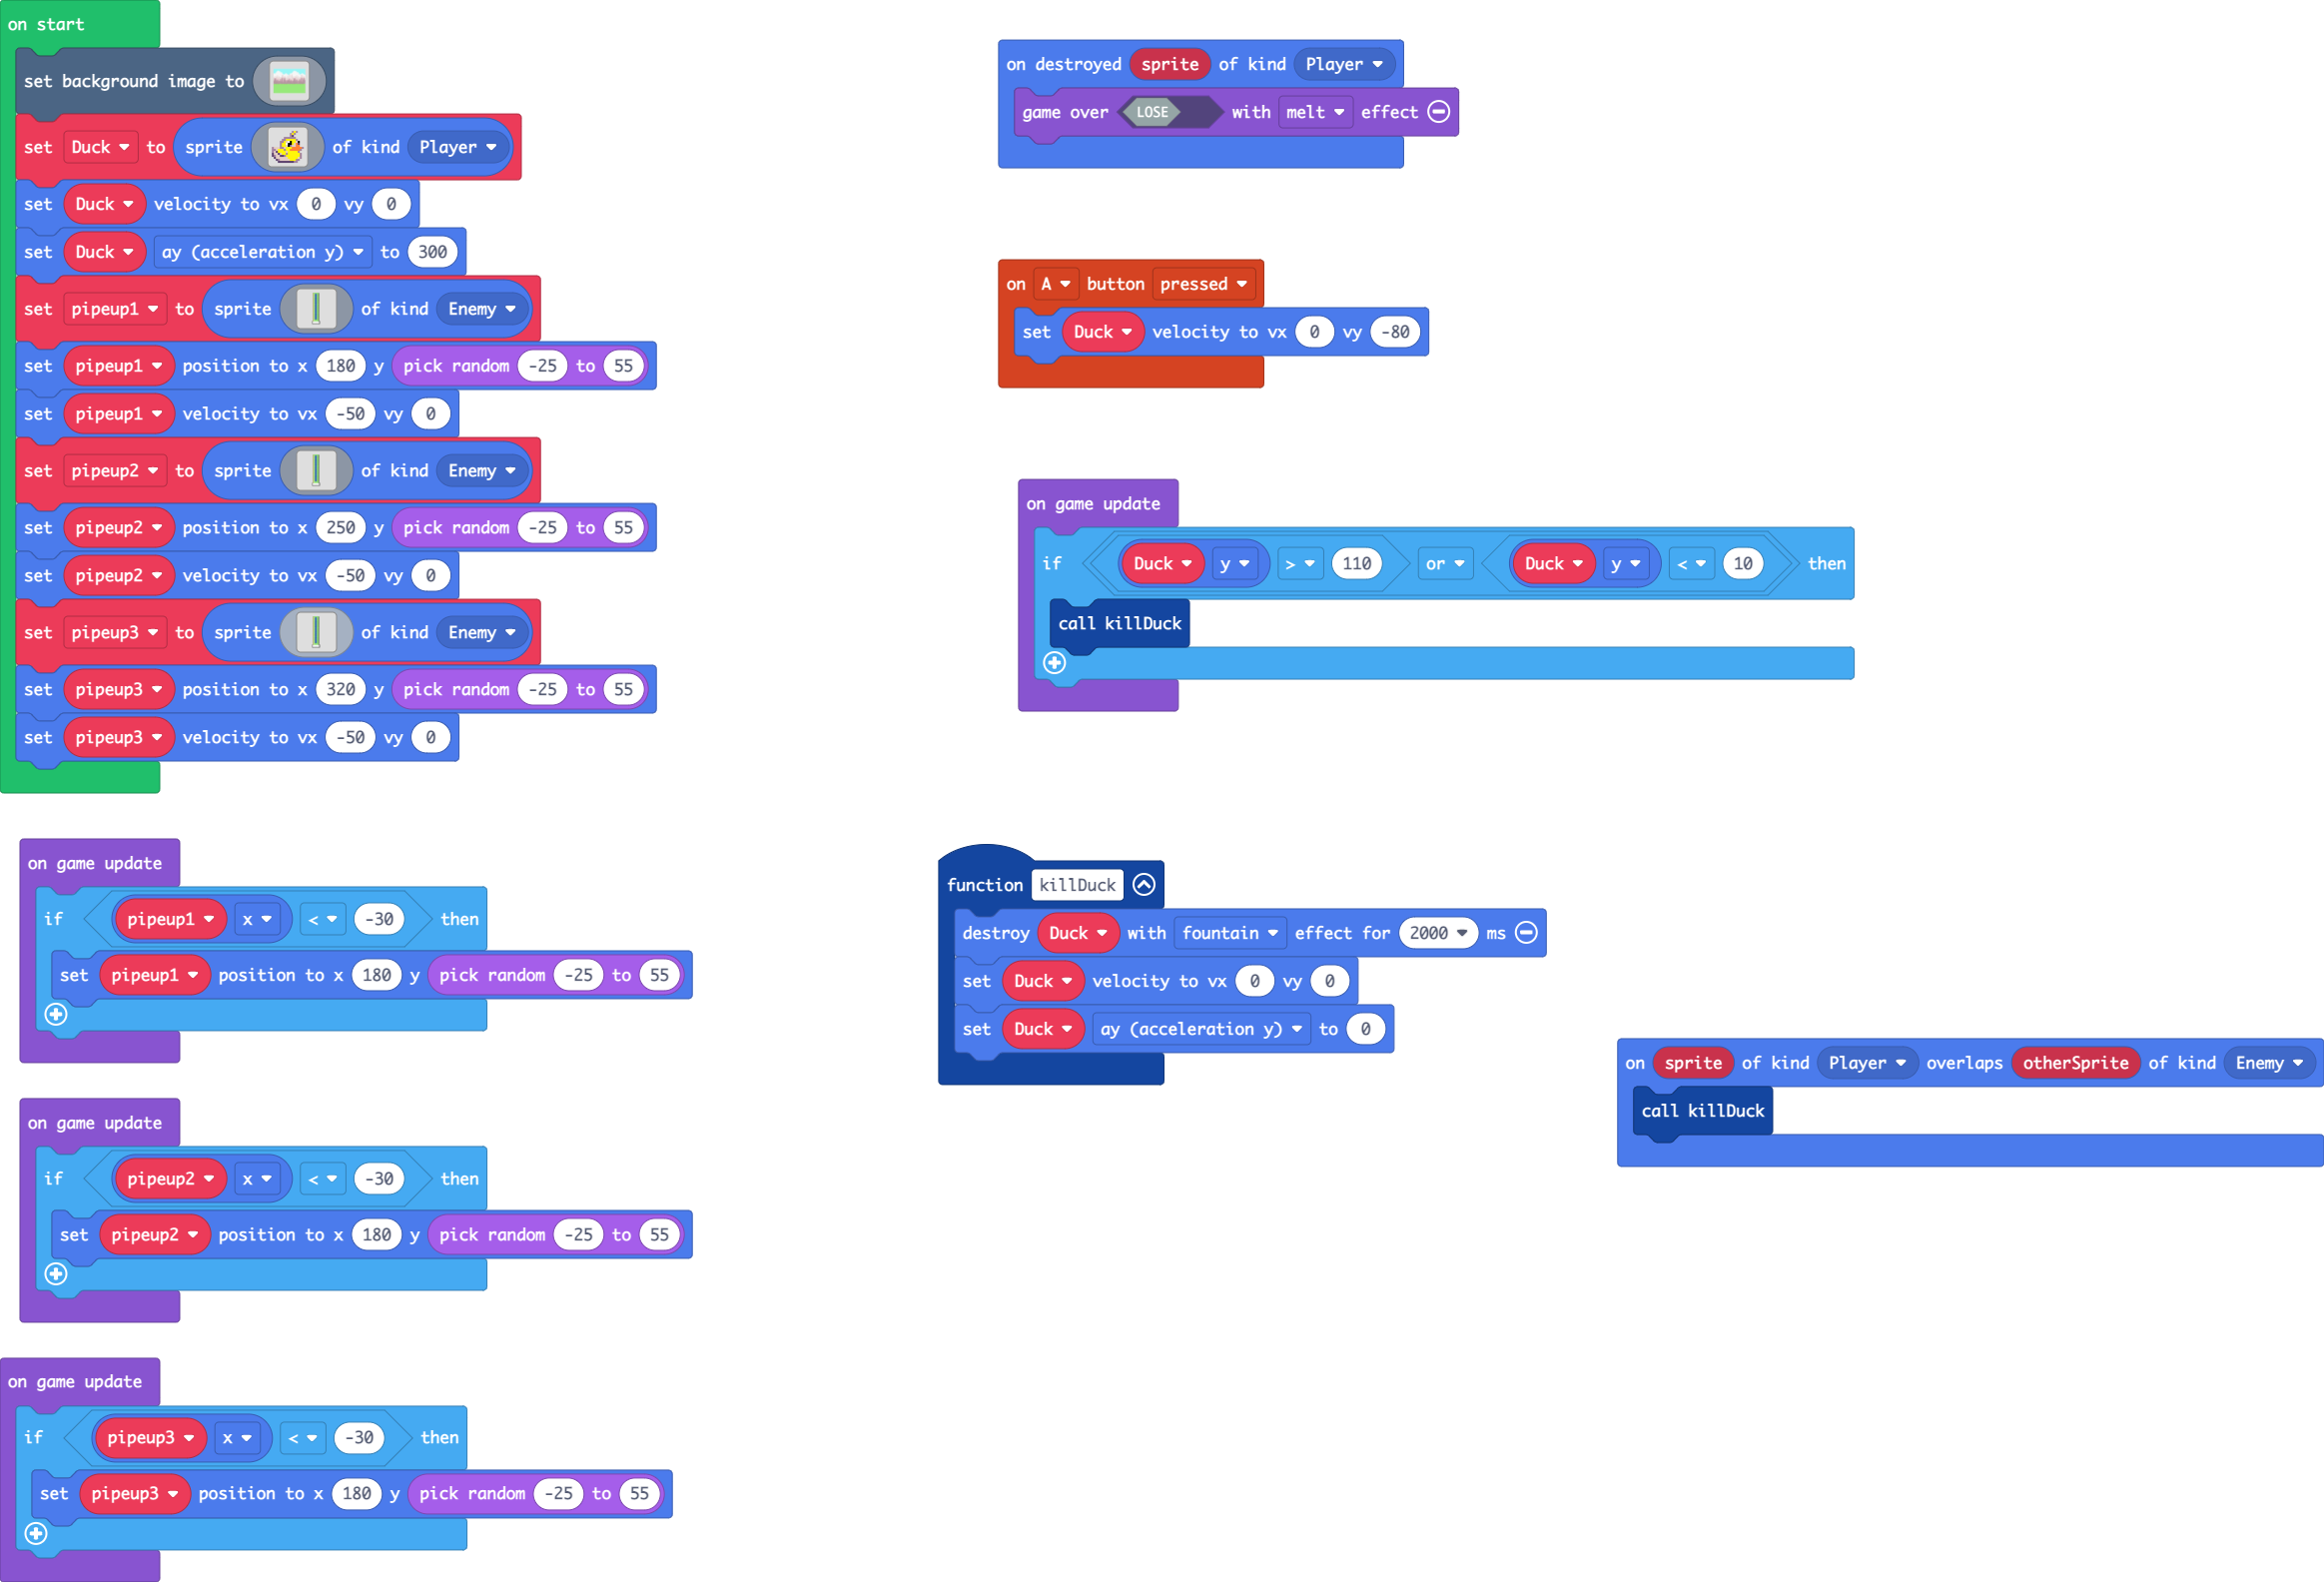 on start
set background image to
set Duck to sprite of kind Player
set Duck velocity to vx 0 vy 0
set Duck ay (acceleration y) to 300
set pipeup1 to sprite of kind Enemy
set pipeup1 position to x 180 y pick random -25 to 55
set pipeup1 velocity to vx -50 vy 0
set pipeup2 to sprite of kind Enemy
set pipeup2 position to x 250 y pick random -25 to 55
set pipeup2 velocity to vx -50 vy 0
set pipeup3 to sprite of kind Enemy
set pipeup3 position to x 320 y pick random -25 to 55
set pipeup3 velocity to vx -50 vy 0
on game update
if pipeup1 x < -30 then
set pipeup1 position to x 180 y pick random -25 to 55
on game update
if pipeup2 x < -30 then
set pipeup2 position to x 180 y pick random -25 to 55
on game update
if pipeup3 x < -30 then
set pipeup3 position to x 180 y pick random -25 to 55
on destroyed sprite of kind Player
game over LOSE with melt effect
on A button pressed
set Duck velocity to vx 0 vy -80
on game update
if Duck y > 110 or Duck y < 10 then
call killDuck
function killDuck
destroy Duck with fountain effect for 2000 ms
set Duck velocity to vx 0 vy 0
set Duck ay (acceleration y) to 0
on sprite of kind Player overlaps otherSprite of kind Enemy
call killDuck